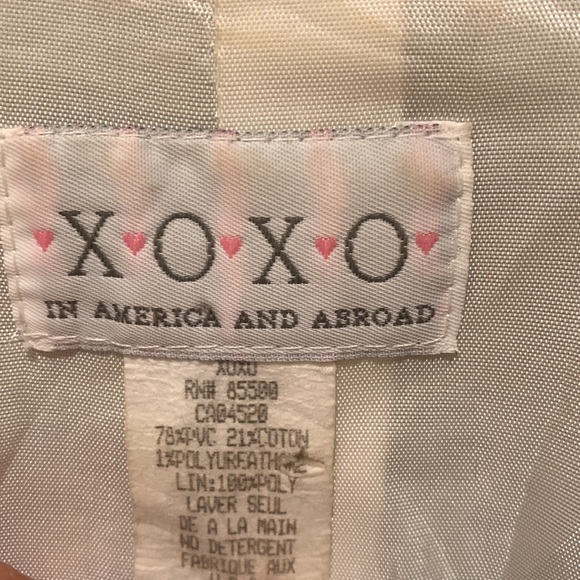 X♥O♥X♥O
IN AMERICA AND ABROAD
XOXO
RN# 85500
CA04520
78%PVC 21%COTON
1%POLYURFATHANE
LIN:100%POLY
LAVER SEUL
DE A LA MAIN
NO DETERGENT
FABRIQUE AUX